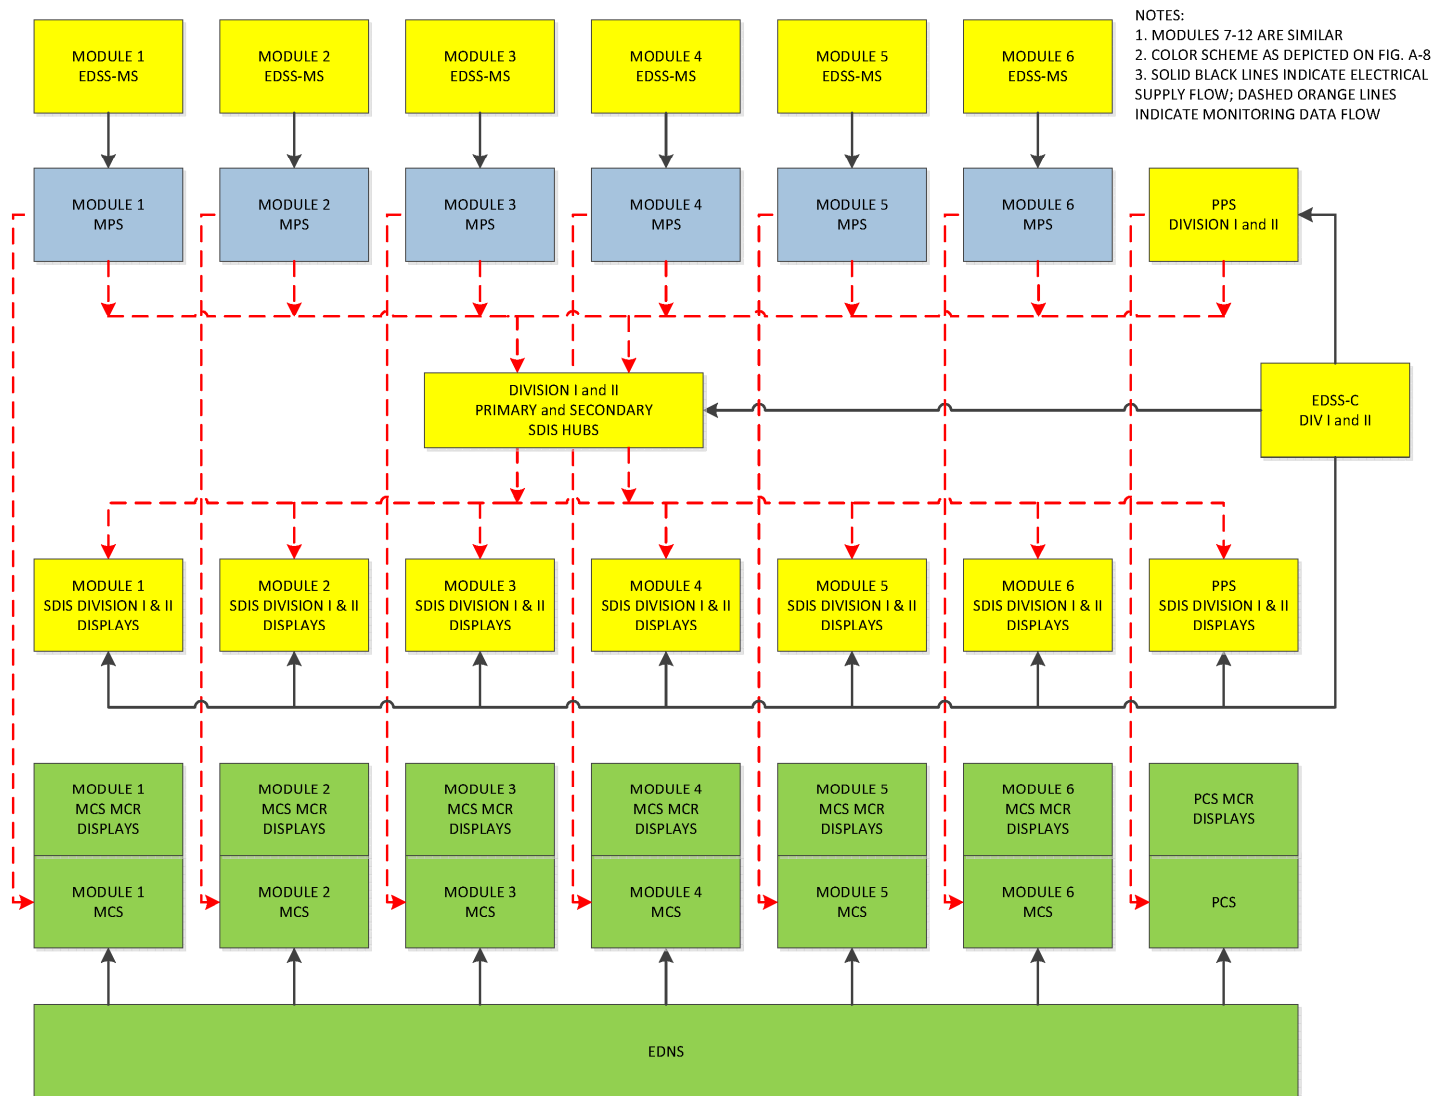 NOTES:
1. MODULES 7-12 ARE SIMILAR
2. COLOR SCHEME AS DEPICTED ON FIG. A-8
3. SOLID BLACK LINES INDICATE ELECTRICAL
SUPPLY FLOW; DASHED ORANGE LINES
INDICATE MONITORING DATA FLOW
MODULE 1
EDSS-MS
MODULE 2
EDSS-MS
MODULE 3
EDSS-MS
MODULE 4
EDSS-MS
MODULE 5
EDSS-MS
MODULE 6
EDSS-MS
MODULE 1
MPS
MODULE 2
MPS
MODULE 3
MPS
MODULE 4
MPS
MODULE 5
MPS
MODULE 6
MPS
PPS
DIVISION I and II
DIVISION I and II
PRIMARY and SECONDARY
SDIS HUBS
EDSS-C
DIV I and II
MODULE 1
SDIS DIVISION I & II
DISPLAYS
MODULE 2
SDIS DIVISION I & II
DISPLAYS
MODULE 3
SDIS DIVISION I & II
DISPLAYS
MODULE 4
SDIS DIVISION I & II
DISPLAYS
MODULE 5
SDIS DIVISION I & II
DISPLAYS
MODULE 6
SDIS DIVISION I & II
DISPLAYS
PPS
SDIS DIVISION I & II
DISPLAYS
MODULE 1
MCS MCR
DISPLAYS
MODULE 2
MCS MCR
DISPLAYS
MODULE 3
MCS MCR
DISPLAYS
MODULE 4
MCS MCR
DISPLAYS
MODULE 5
MCS MCR
DISPLAYS
MODULE 6
MCS MCR
DISPLAYS
PCS MCR
DISPLAYS
MODULE 1
MCS
MODULE 2
MCS
MODULE 3
MCS
MODULE 4
MCS
MODULE 5
MCS
MODULE 6
MCS
PCS
EDNS